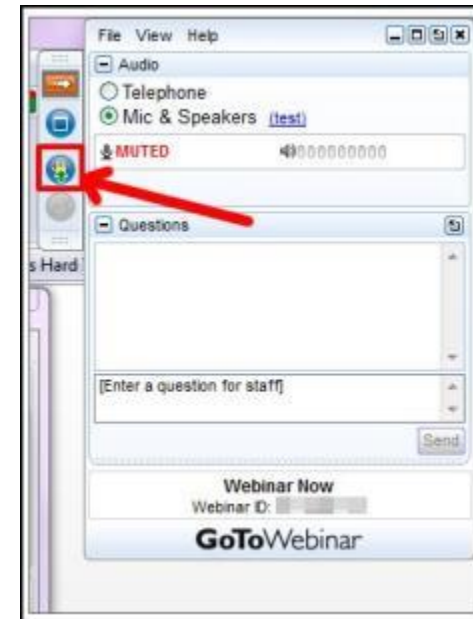 File View Help
Audio
Telephone
Mic & Speakers (test)
MUTED
Questions
s Hard
[Enter a question for staff]
Send
Webinar Now
Webinar ID:
GoToWebinar